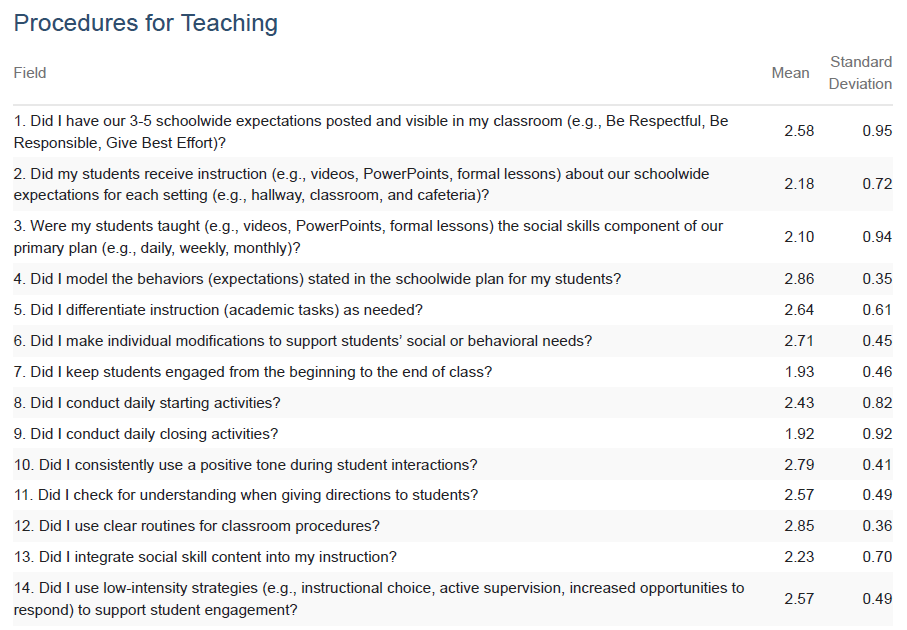 Procedures for Teaching
Field Mean Standard Deviation
1. Did I have our 3-5 schoolwide expectations posted and visible in my classroom (e.g., Be Respectful, Be
Responsible, Give Best Effort)? 2.58 0.95
2. Did my students receive instruction (e.g., videos, PowerPoints, formal lessons) about our schoolwide
expectations for each setting (e.g., hallway, classroom, and cafeteria)? 2.18 0.72
3. Were my students taught (e.g., videos, PowerPoints, formal lessons) the social skills component of our
primary plan (e.g., daily, weekly, monthly)? 2.10 0.94
4. Did I model the behaviors (expectations) stated in the schoolwide plan for my students? 2.86 0.35
5. Did I differentiate instruction (academic tasks) as needed? 2.64 0.61
6. Did I make individual modifications to support students’ social or behavioral needs? 2.71 0.45
7. Did I keep students engaged from the beginning to the end of class? 1.93 0.46
8. Did I conduct daily starting activities? 2.43 0.82
9. Did I conduct daily closing activities? 1.92 0.92
10. Did I consistently use a positive tone during student interactions? 2.79 0.41
11. Did I check for understanding when giving directions to students? 2.57 0.49
12. Did I use clear routines for classroom procedures? 2.85 0.36
13. Did I integrate social skill content into my instruction? 2.23 0.70
14. Did I use low-intensity strategies (e.g., instructional choice, active supervision, increased opportunities to
respond) to support student engagement? 2.57 0.49